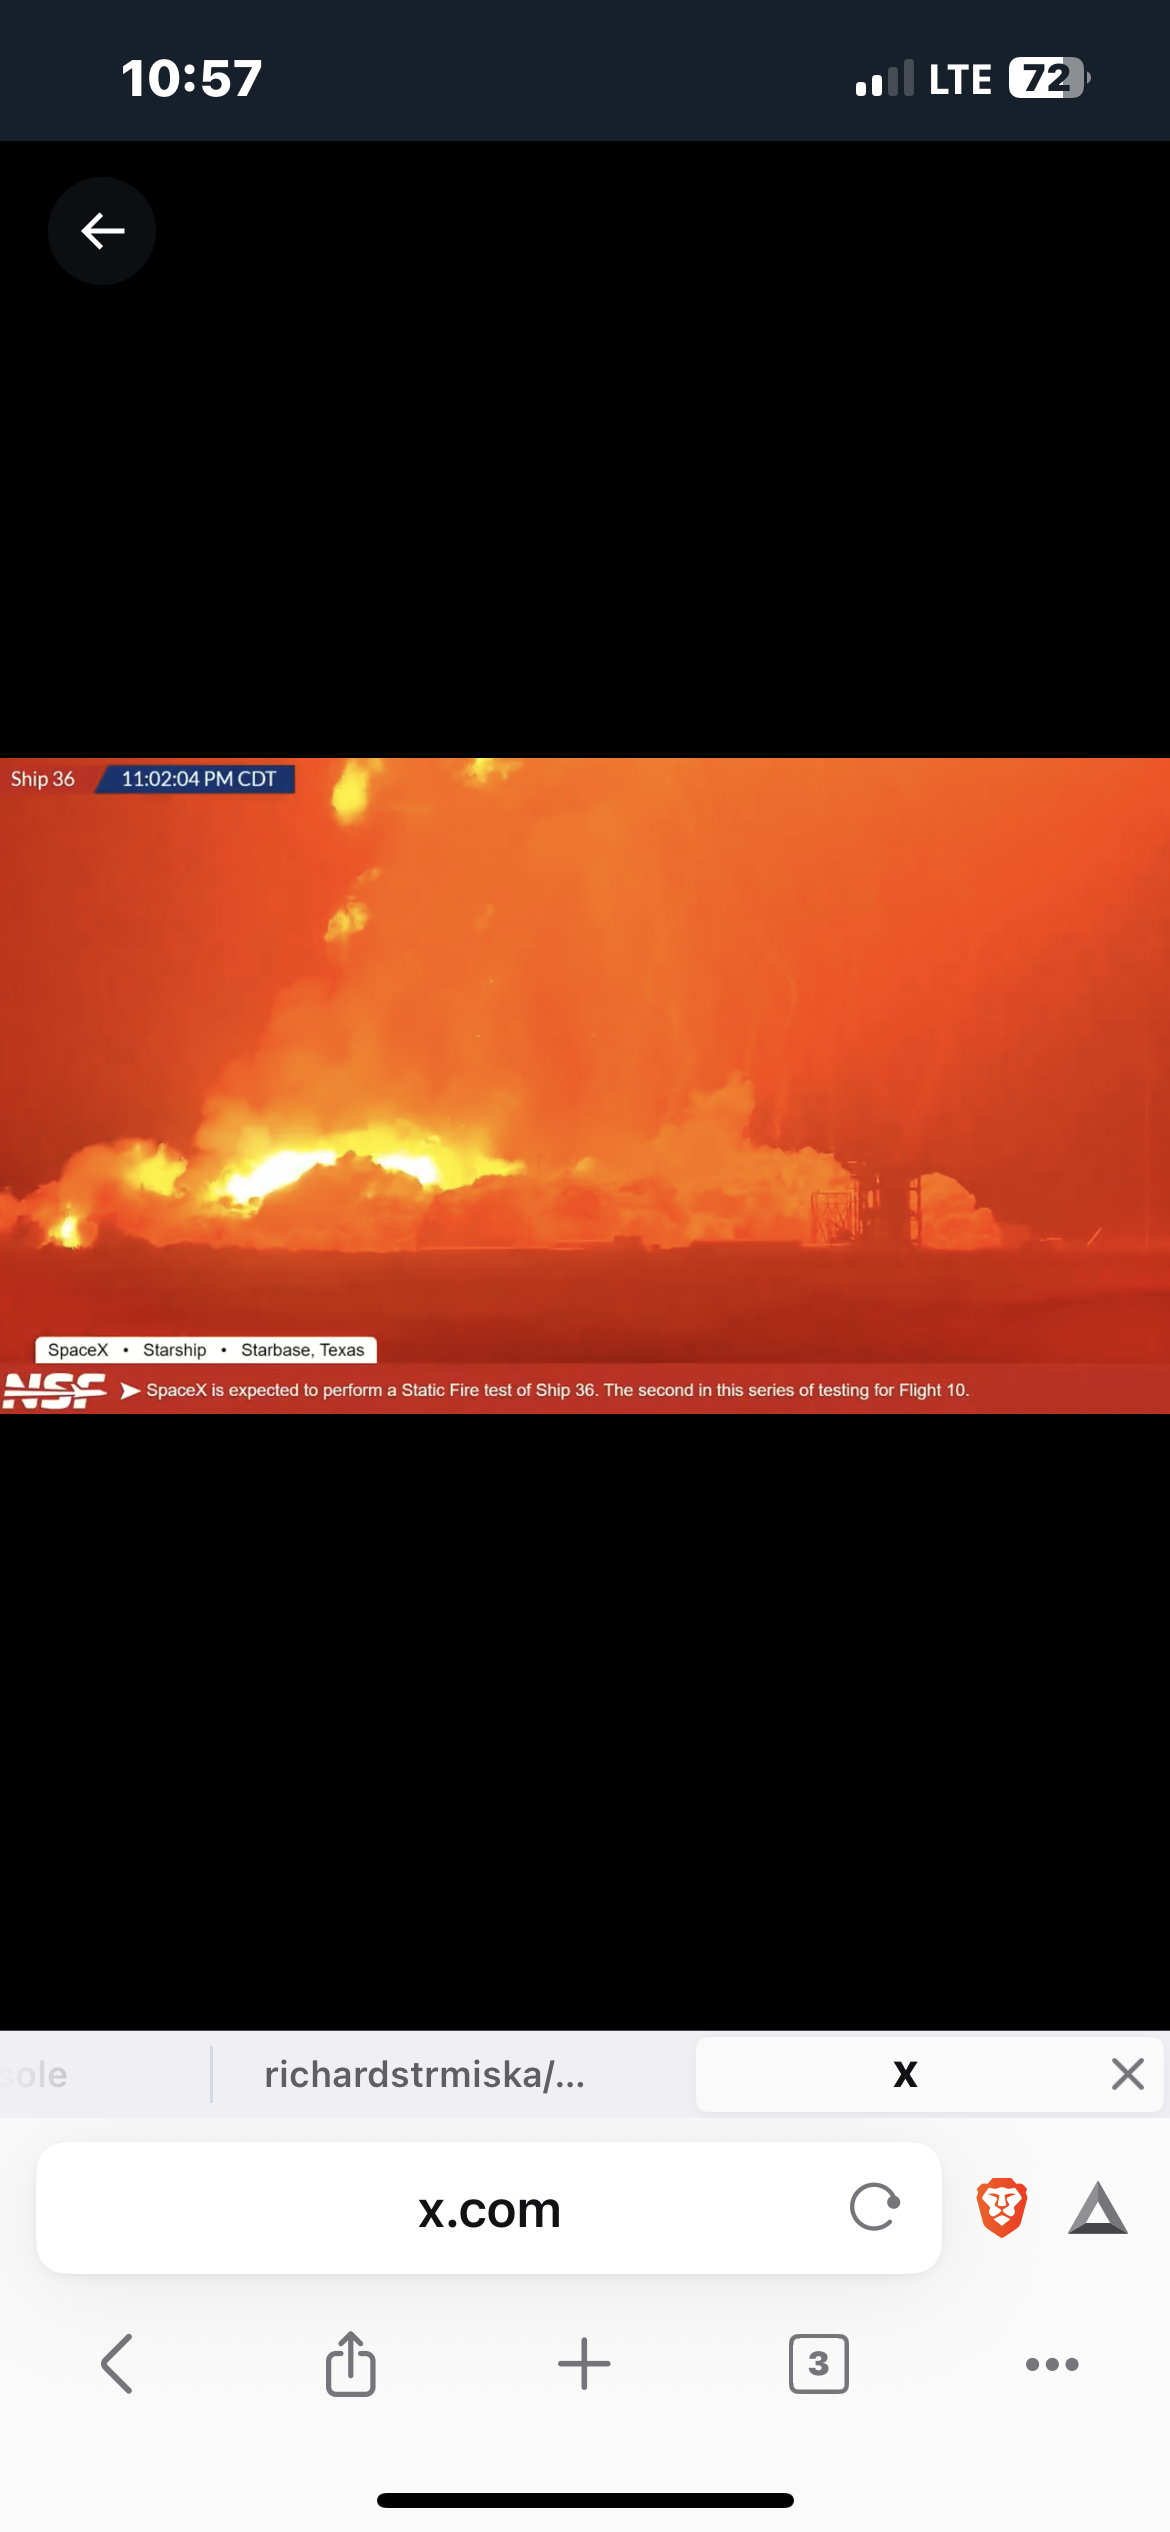 10:57
LTE 72
Ship 36
11:02:04 PM CDT
SpaceX • Starship • Starbase, Texas
NSF
SpaceX is expected to perform a Static Fire test of Ship 36. The second in this series of testing for Flight 10.
sole
richardstrmiska/...
X
x.com
3